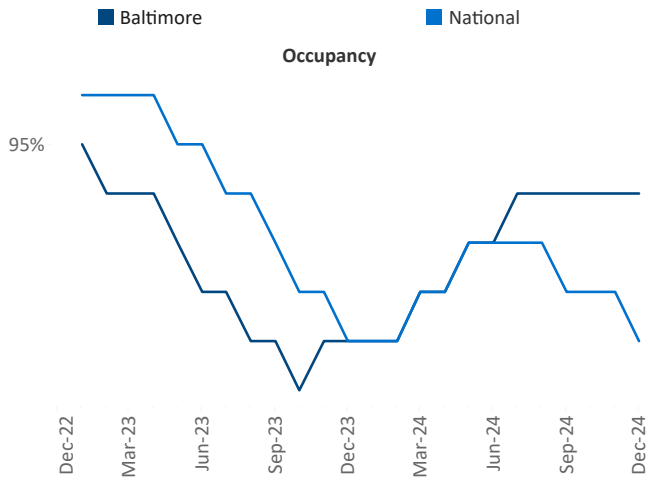 Baltimore National
Occupancy
95%
Dec-22 Mar-23 Jun-23 Sep-23 Dec-23 Mar-24 Jun-24 Sep-24 Dec-24